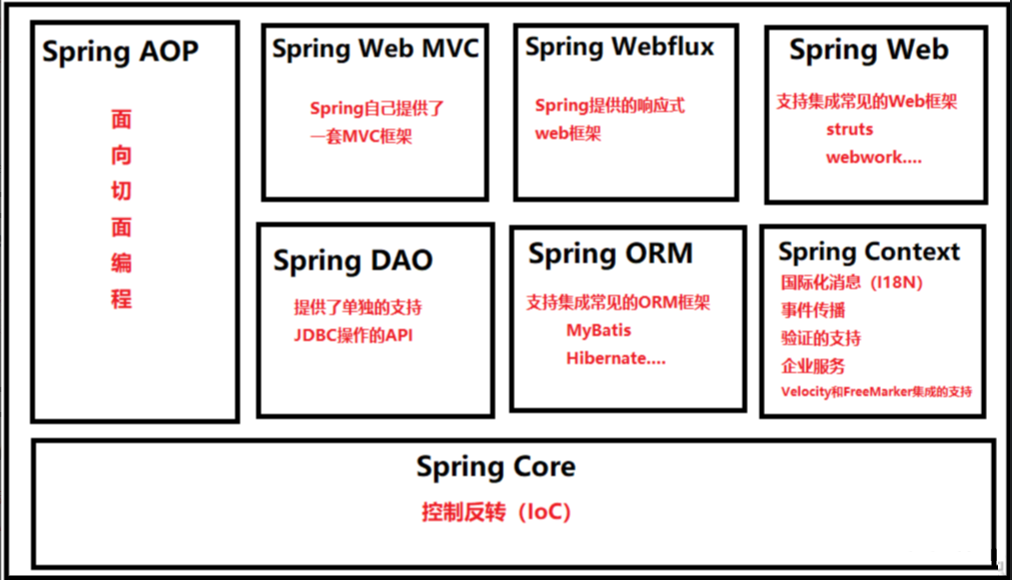 Spring AOP
面
向
切
面
编
程
Spring Web MVC
Spring自己提供了
一套MVC框架
Spring Webflux
Spring提供的响应式
web框架
Spring Web
支持集成常见的Web框架
struts
webwork....
Spring DAO
提供了单独的支持
JDBC操作的API
Spring ORM
支持集成常见的ORM框架
MyBatis
Hibernate....
Spring Context
国际化消息（I18N）
事件传播
验证的支持
企业服务
Velocity和FreeMarker集成的支持
Spring Core
控制反转（IoC）